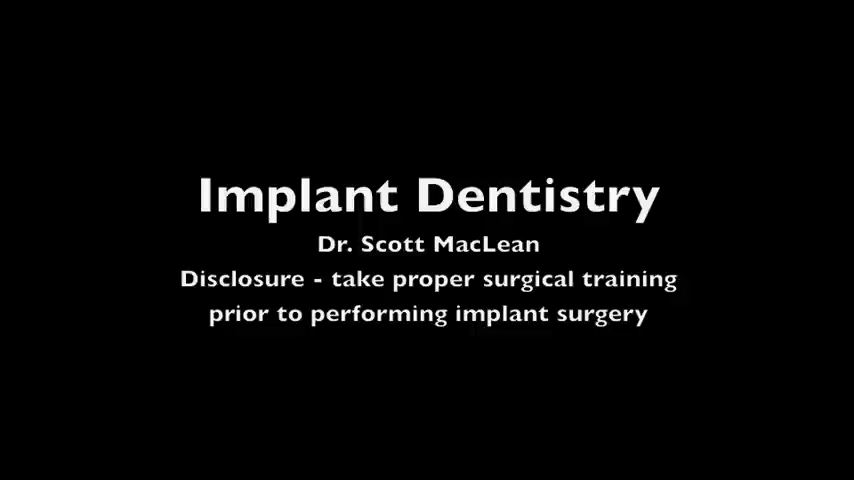 Implant Dentistry
Dr. Scott MacLean
Disclosure - take proper surgical training
prior to performing implant surgery